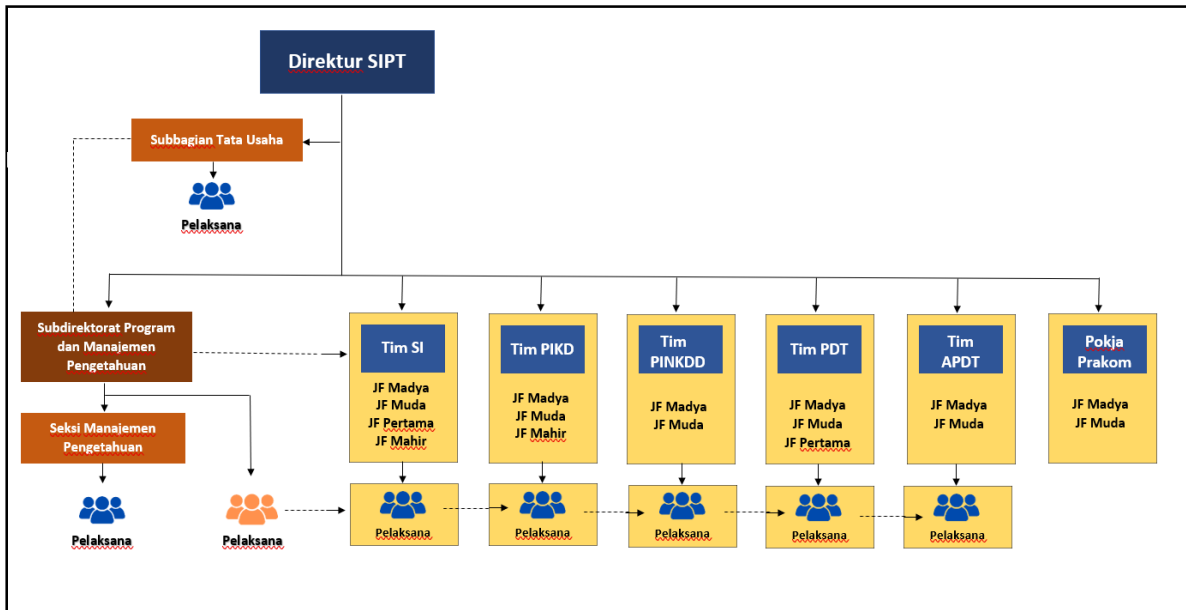 Direktur SIPT
Subbagian Tata Usaha
Pelaksana
Subdirektorat Program
dan Manajemen
Pengetahuan
Seksi Manajemen
Pengetahuan
Pelaksana
Pelaksana
Tim SI
JF Madya
JF Muda
JF Pertama
JF Mahir
Pelaksana
Tim PIKD
JF Madya
JF Muda
JF Mahir
Pelaksana
Tim
PINKDD
JF Madya
JF Muda
Pelaksana
Tim PDT
JF Madya
JF Muda
JF Pertama
Pelaksana
Tim
APDT
JF Madya
JF Muda
Pelaksana
Pokja
Prakom
JF Madya
JF Muda